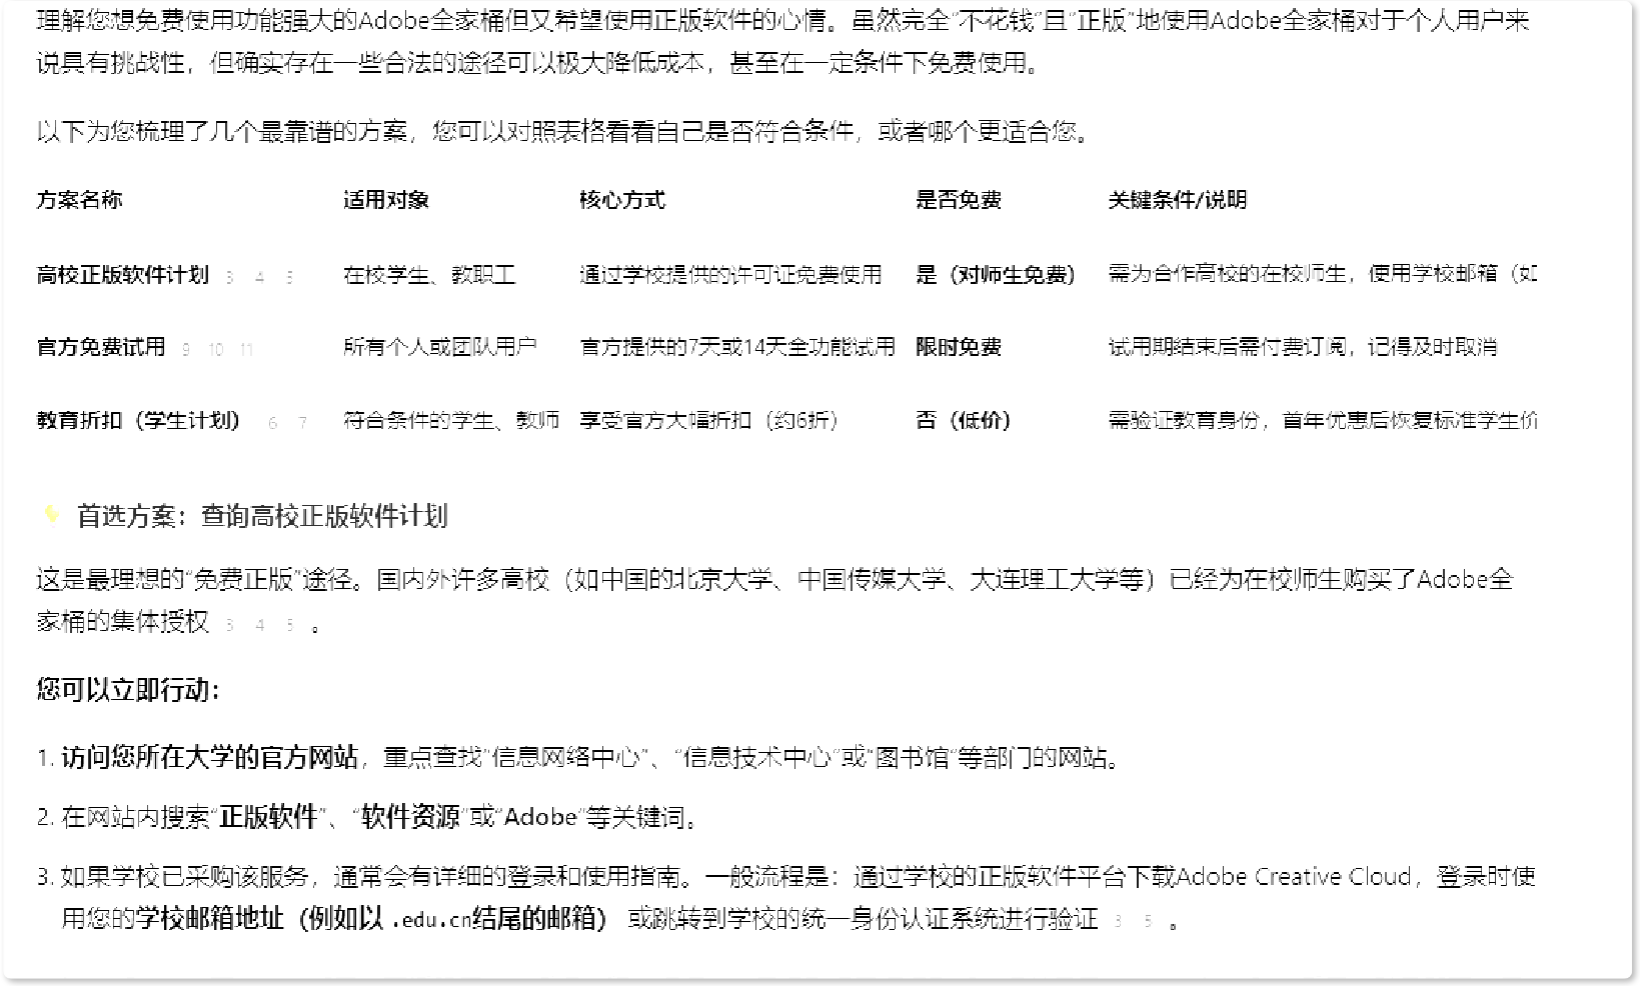 理解您想免费使用功能强大的Adobe全家桶但又希望使用正版软件的心情。虽然完全“不花钱”且“正版”地使用Adobe全家桶对于个人用户来
说具有挑战性，但确实存在一些合法的途径可以极大降低成本，甚至在一定条件下免费使用。
以下为您梳理了几个最靠谱的方案，您可以对照表格看看自己是否符合条件，或者哪个更适合您。
方案名称 适用对象 核心方式 是否免费 关键条件/说明
高校正版软件计划 3 4 5 在校学生、教职工 通过学校提供的许可证免费使用 是（对师生免费） 需为合作高校的在校师生，使用学校邮箱（如
官方免费试用 9 10 11 所有个人或团队用户 官方提供的7天或14天全功能试用 限时免费 试用期结束后需付费订阅，记得及时取消
教育折扣（学生计划） 6 7 符合条件的学生、教师 享受官方大幅折扣（约6折） 否（低价） 需验证教育身份，首年优惠后恢复标准学生价
首选方案：查询高校正版软件计划
这是最理想的“免费正版”途径。国内外许多高校（如中国的北京大学、中国传媒大学、大连理工大学等）已经为在校师生购买了Adobe全
家桶的集体授权 3 4 5 。
您可以立即行动：
1. 访问您所在大学的官方网站，重点查找“信息网络中心”、“信息技术中心”或“图书馆”等部门的网站。
2. 在网站内搜索“正版软件”、“软件资源”或“Adobe”等关键词。
3. 如果学校已采购该服务，通常会有详细的登录和使用指南。一般流程是：通过学校的正版软件平台下载Adobe Creative Cloud，登录时使
用您的学校邮箱地址（例如以 .edu.cn结尾的邮箱） 或跳转到学校的统一身份认证系统进行验证 3 5 。